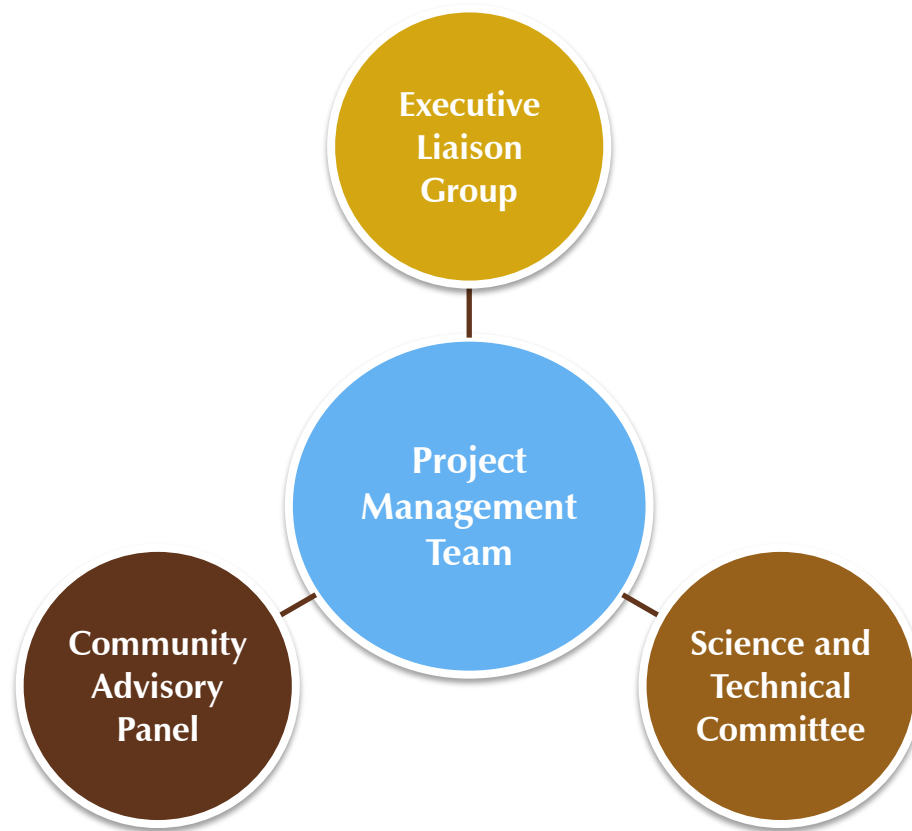 Executive
Liaison
Group
Project
Management
Team
Community
Advisory
Panel
Science and
Technical
Committee